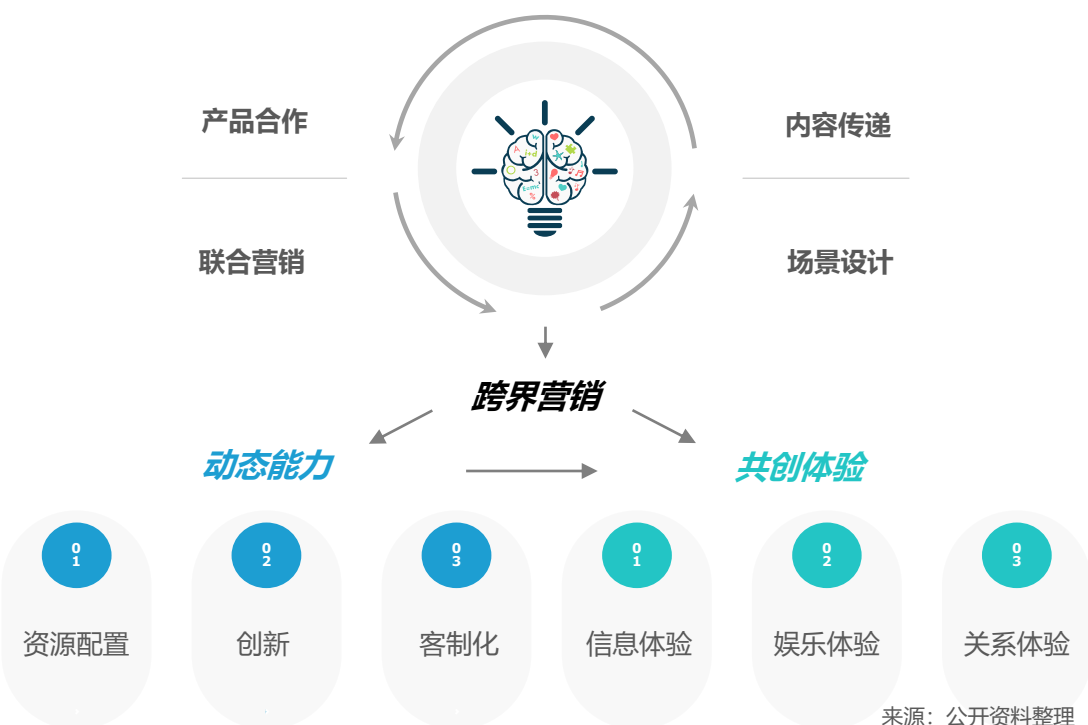 产品合作
内容传递
联合营销
场景设计
跨界营销
动态能力
共创体验
01
02
03
01
02
03
资源配置
创新
客制化
信息体验
娱乐体验
关系体验
来源：公开资料整理